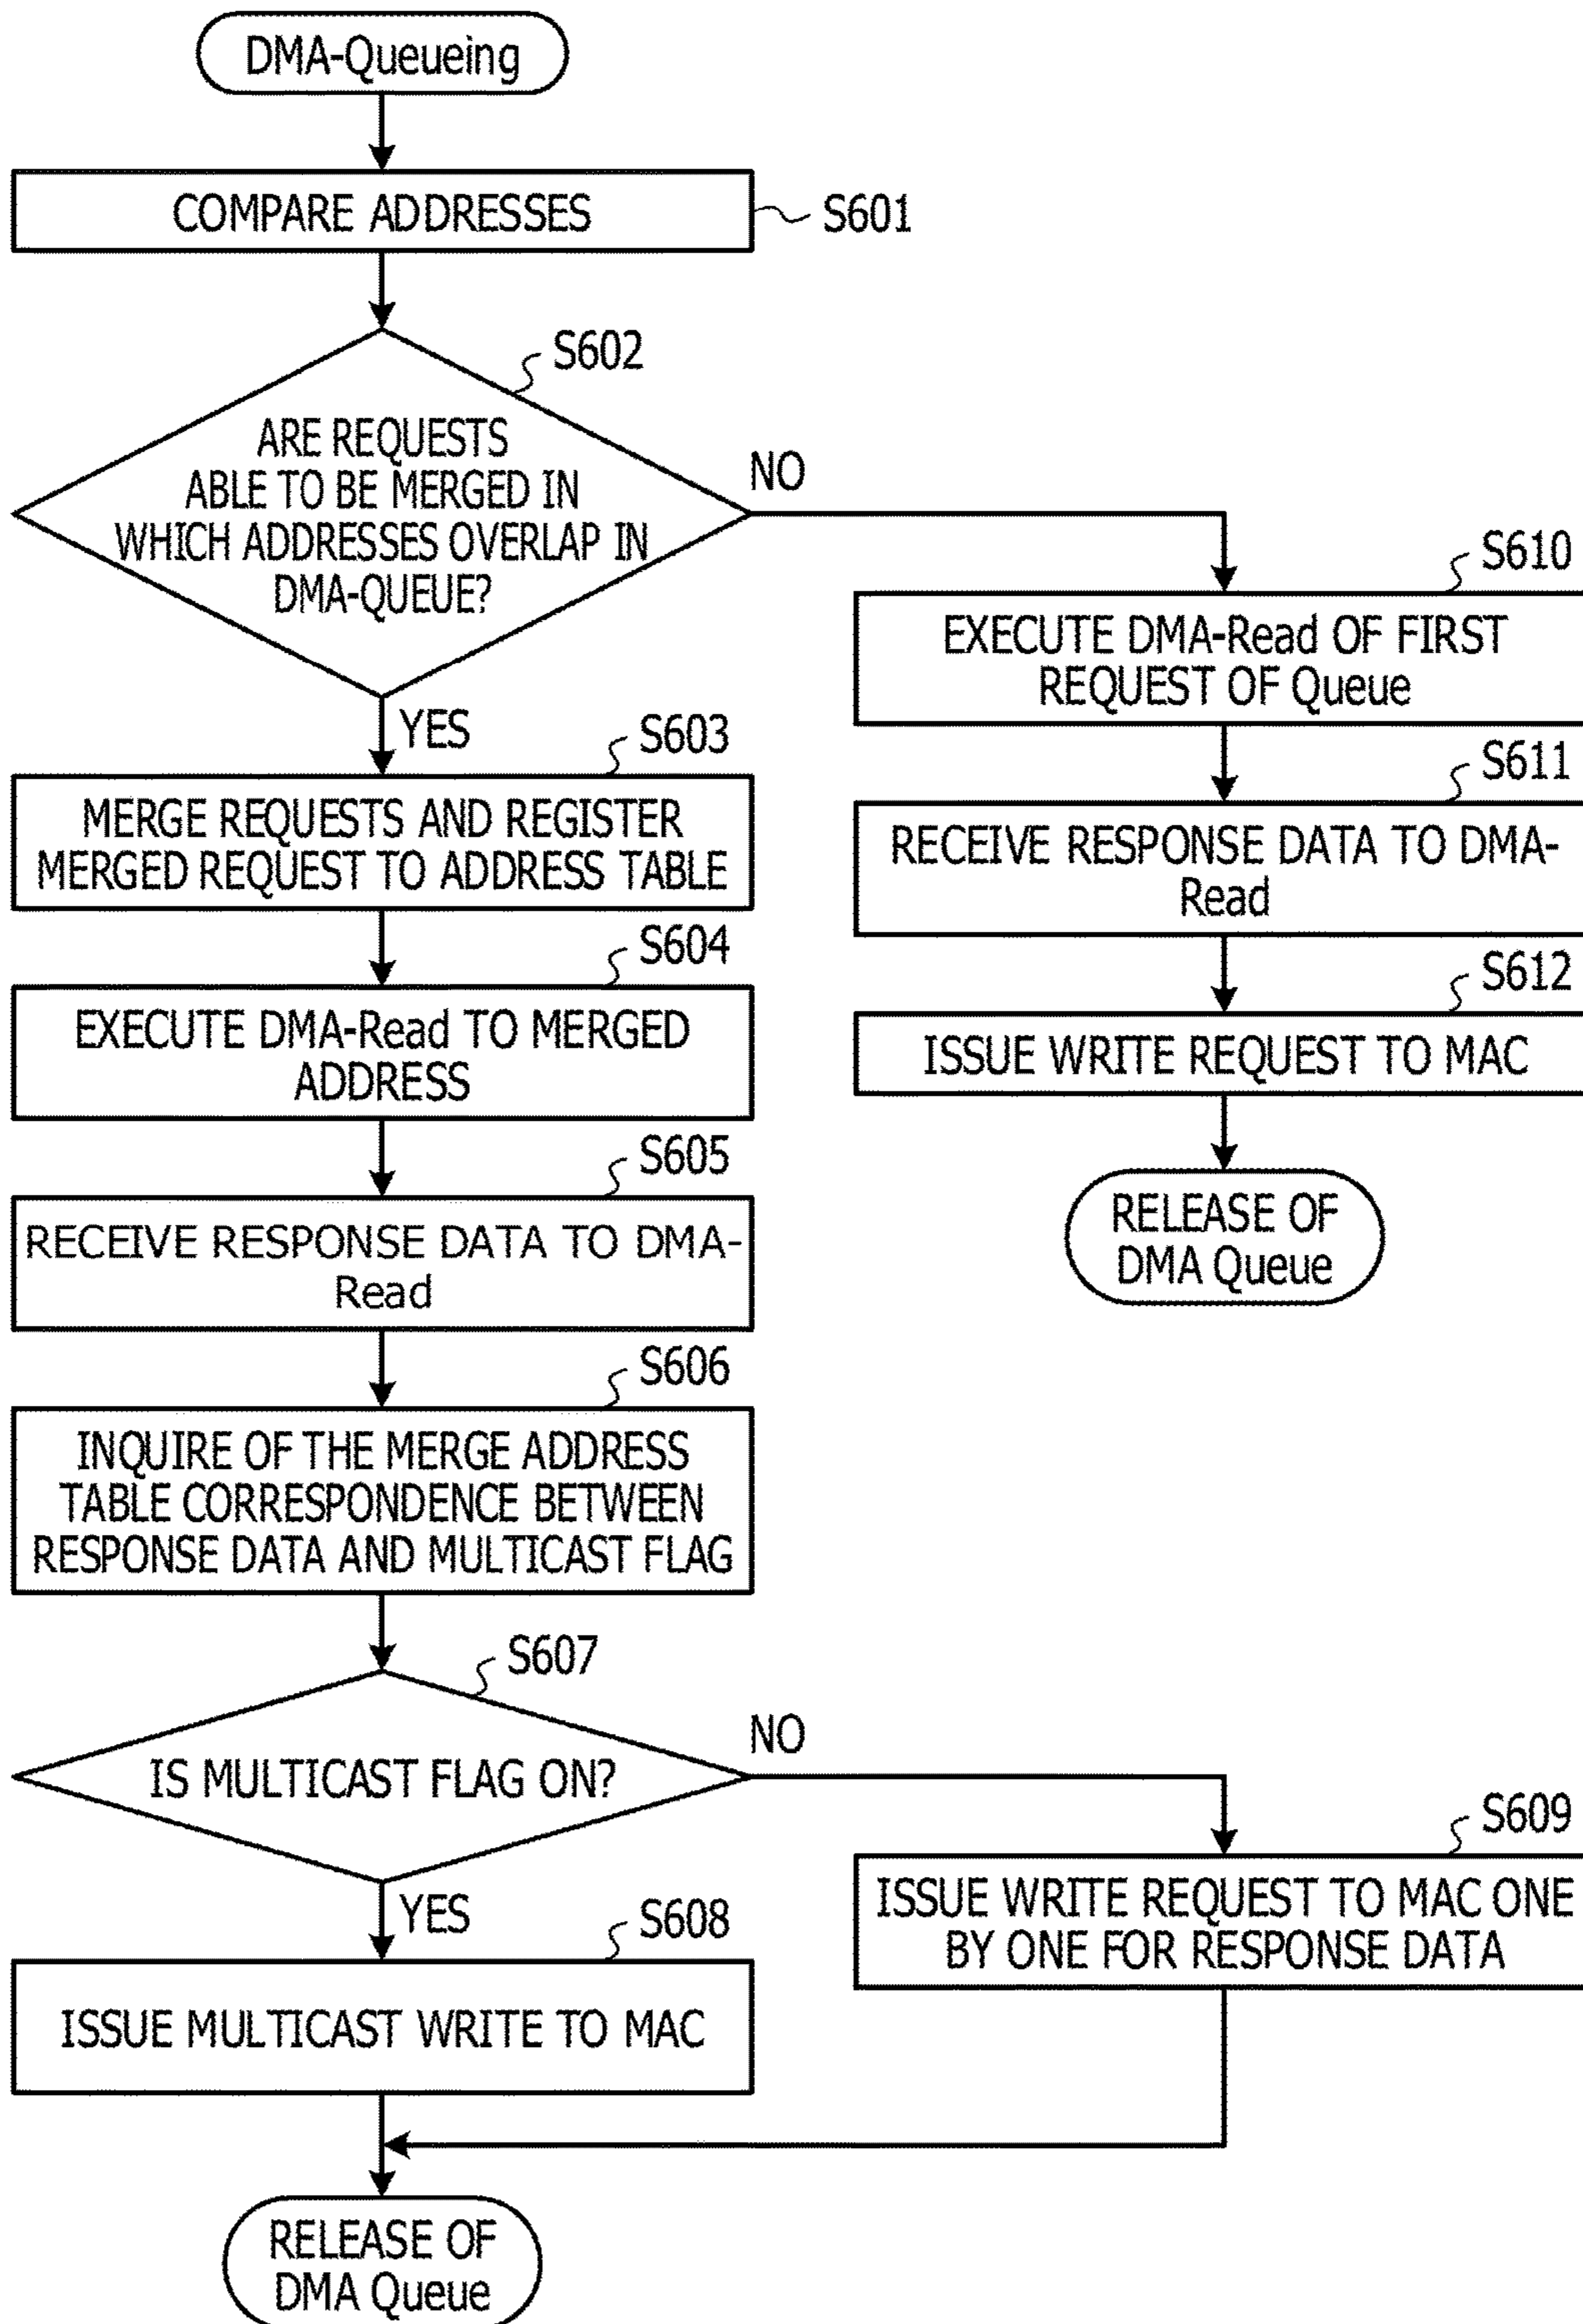 DMA-Queueing
COMPARE ADDRESSES
S601
S602
ARE REQUESTS
ABLE TO BE MERGED IN
WHICH ADDRESSES OVERLAP IN
DMA-QUEUE?
NO
YES
S603
MERGE REQUESTS AND REGISTER
MERGED REQUEST TO ADDRESS TABLE
S604
EXECUTE DMA-Read TO MERGED
ADDRESS
S605
RECEIVE RESPONSE DATA TO DMA-
Read
S606
INQUIRE OF THE MERGE ADDRESS
TABLE CORRESPONDENCE BETWEEN
RESPONSE DATA AND MULTICAST FLAG
S607
IS MULTICAST FLAG ON?
NO
YES
S608
ISSUE MULTICAST WRITE TO MAC
S609
ISSUE WRITE REQUEST TO MAC ONE
BY ONE FOR RESPONSE DATA
RELEASE OF
DMA Queue
S610
EXECUTE DMA-Read OF FIRST
REQUEST OF Queue
S611
RECEIVE RESPONSE DATA TO DMA-
Read
S612
ISSUE WRITE REQUEST TO MAC
RELEASE OF
DMA Queue